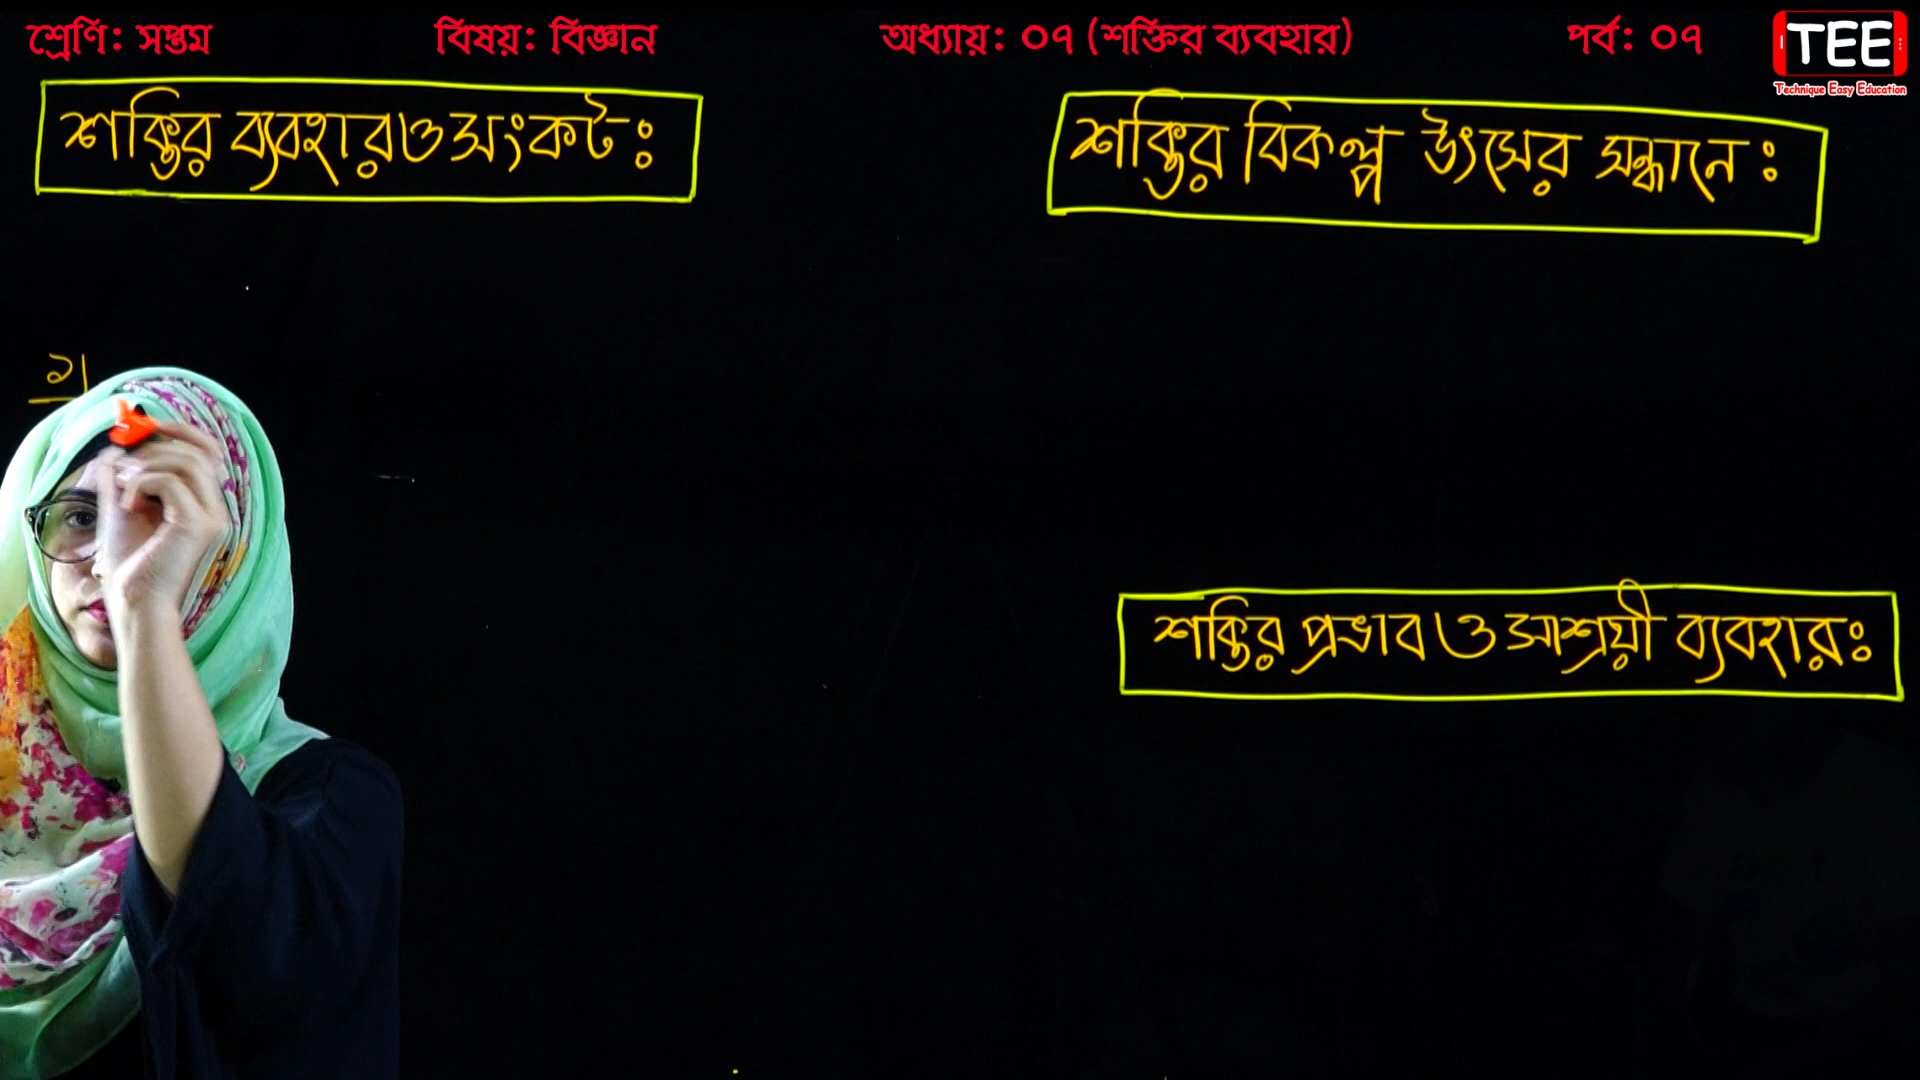 শ্রেণি: সপ্তম
বিষয়: বিজ্ঞান
অধ্যায়: ০৭ (শক্তির ব্যবহার)
পর্ব: ০৭
TEE
Technique Easy Education
শক্তির ব্যবহার ও সংকট ঃ
শক্তির বিকল্প উৎসের সন্ধানে ঃ
১।
শক্তির প্রভাব ও সাশ্রয়ী ব্যবহার ঃ